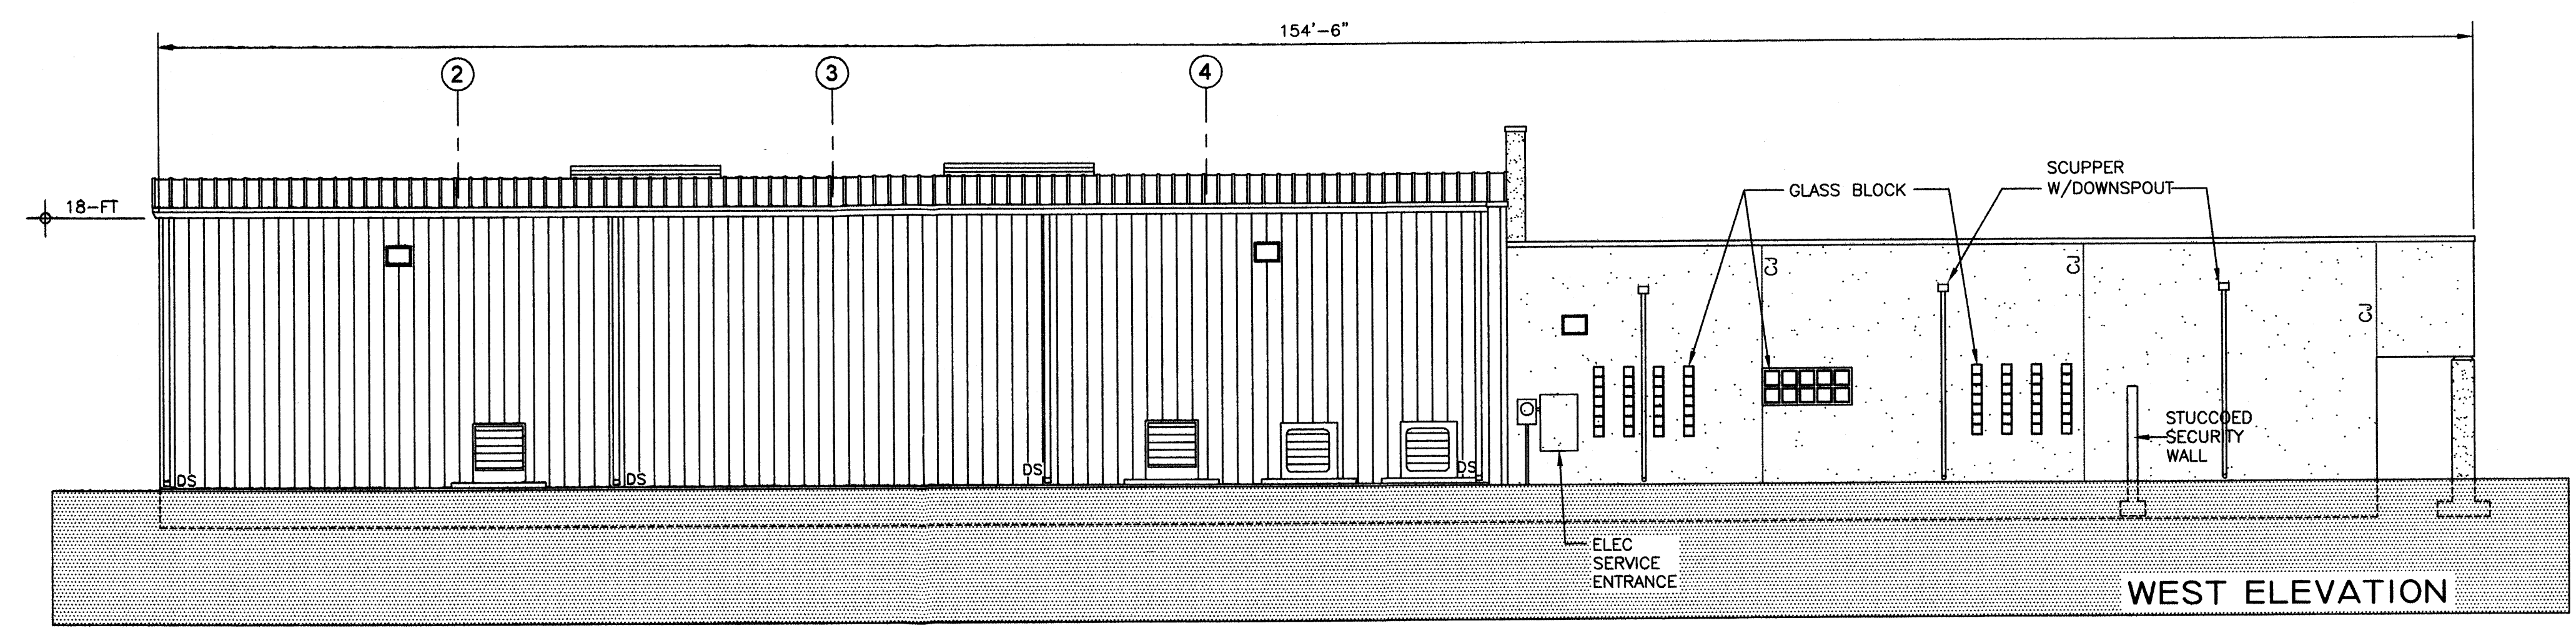 154'-6"
2
3
4
18-FT
SCUPPER
W/DOWNSPOUT
GLASS BLOCK
CJ
CJ
CJ
STUCCOED
SECURITY
WALL
DS
DS
DS
DS
ELEC
SERVICE
ENTRANCE
WEST ELEVATION